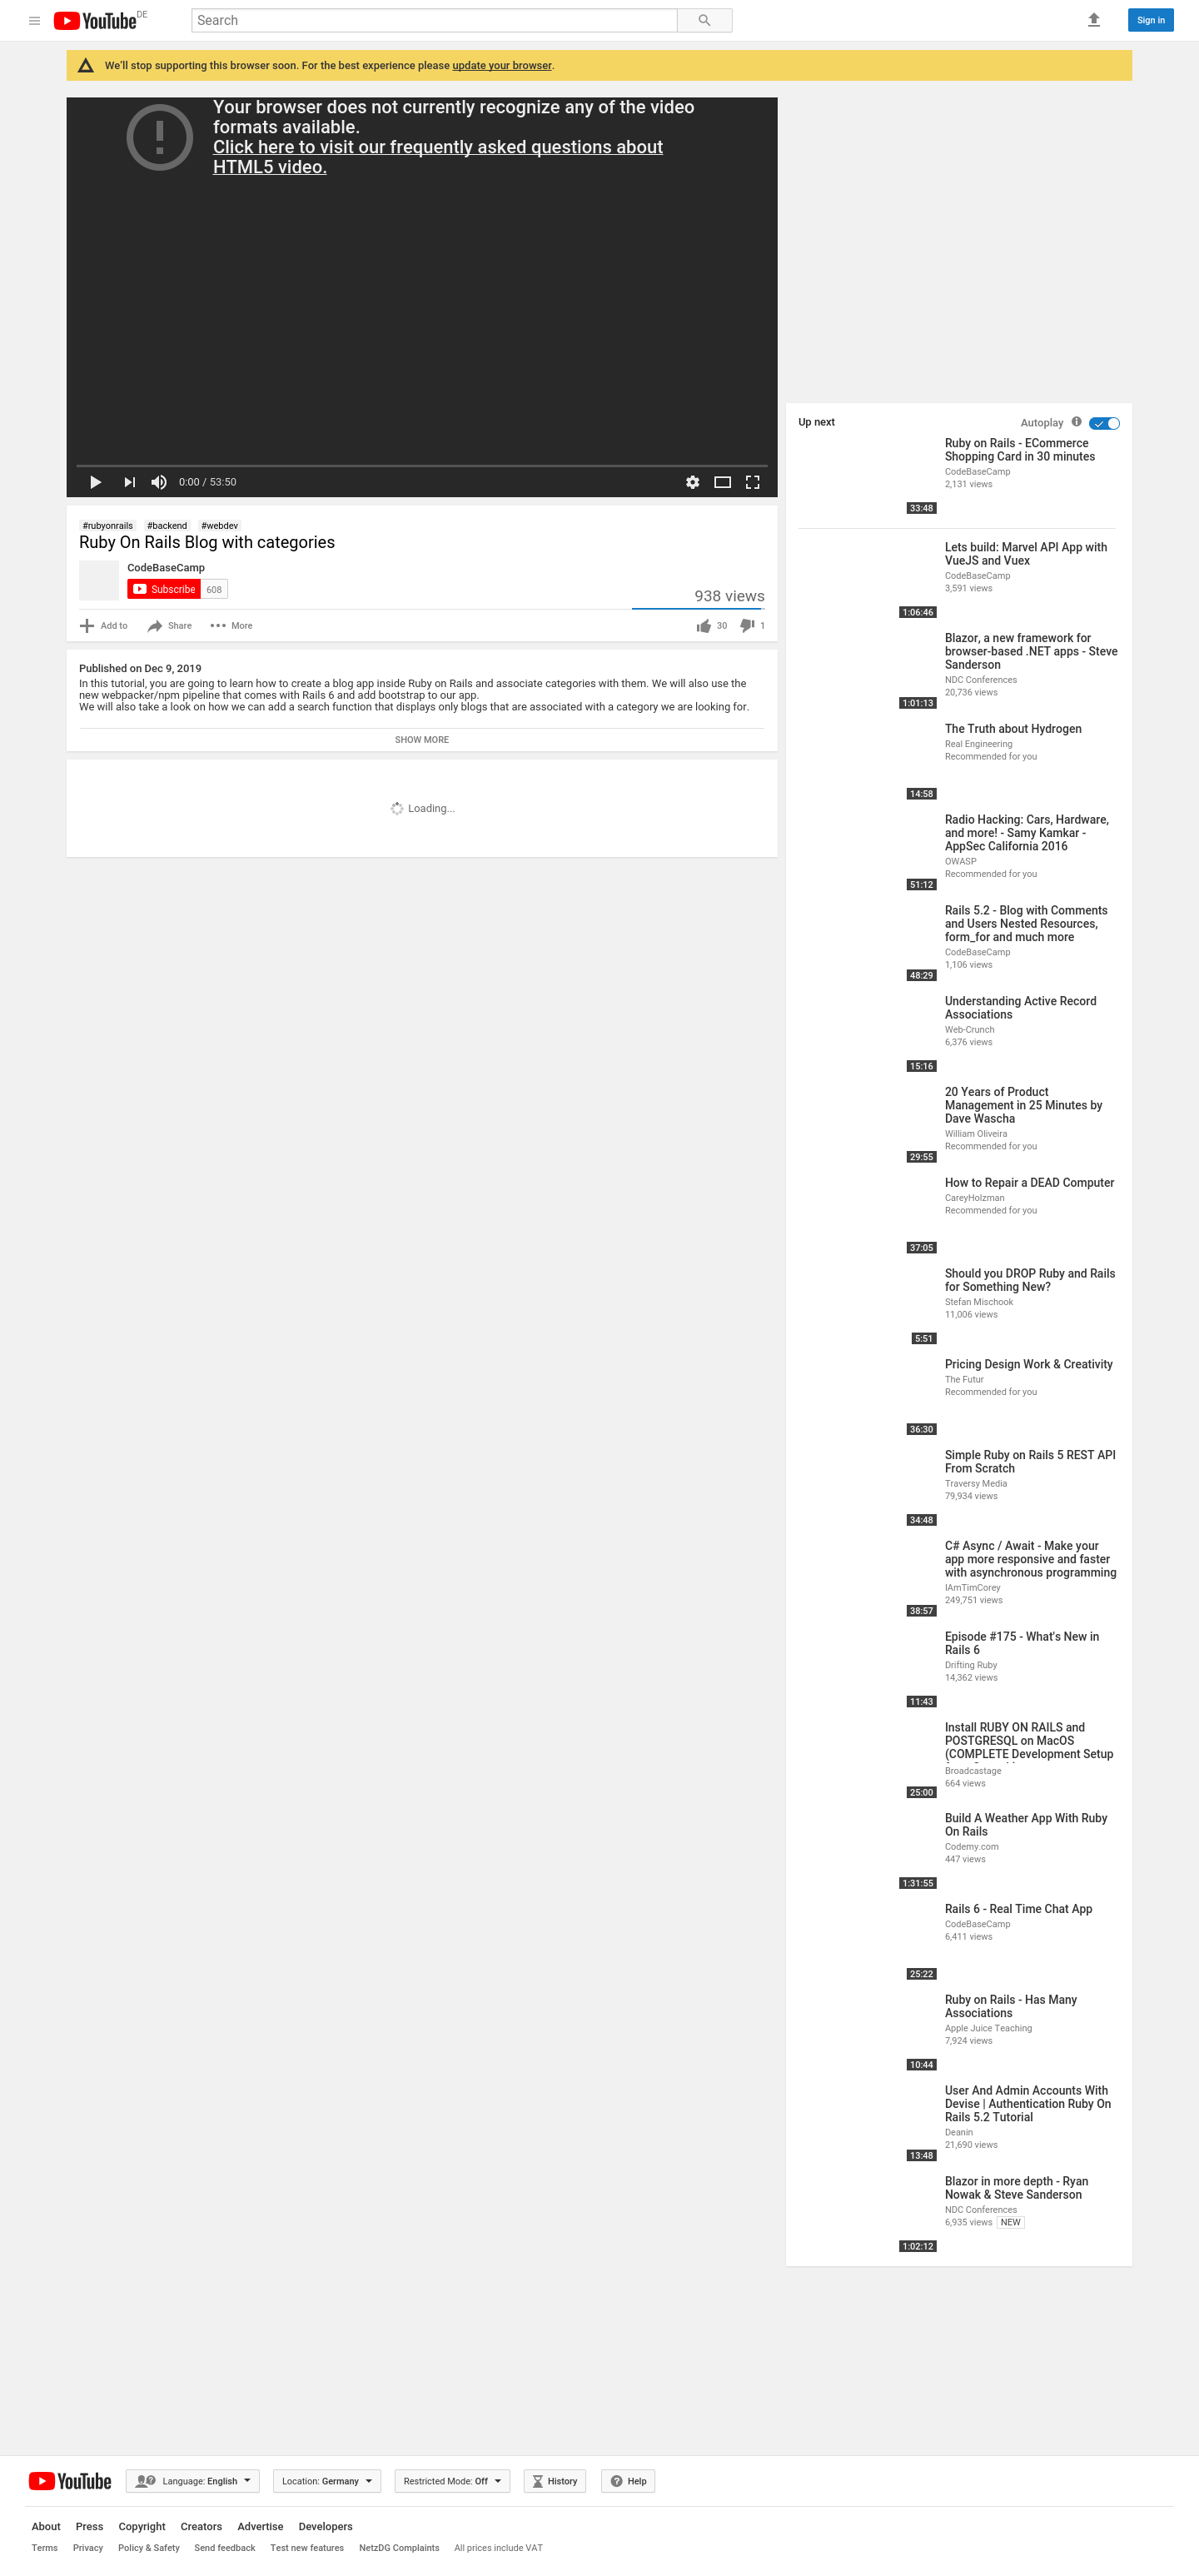 YouTube DE
Search
Sign in
We'll stop supporting this browser soon. For the best experience please update your browser.
Your browser does not currently recognize any of the video
formats available.
Click here to visit our frequently asked questions about
HTML5 video.
0:00 / 53:50
#rubyonrails #backend #webdev
Ruby On Rails Blog with categories
CodeBaseCamp
Subscribe 608
938 views
Add to Share More
30 1
Published on Dec 9, 2019
In this tutorial, you are going to learn how to create a blog app inside Ruby on Rails and associate categories with them. We will also use the
new webpacker/npm pipeline that comes with Rails 6 and add bootstrap to our app.
We will also take a look on how we can add a search function that displays only blogs that are associated with a category we are looking for.
SHOW MORE
Loading...
Up next
Autoplay
Ruby on Rails - ECommerce
Shopping Card in 30 minutes
CodeBaseCamp
2,131 views
33:48
Lets build: Marvel API App with
VueJS and Vuex
CodeBaseCamp
3,591 views
1:06:46
Blazor, a new framework for
browser-based .NET apps - Steve
Sanderson
NDC Conferences
20,736 views
1:01:13
The Truth about Hydrogen
Real Engineering
Recommended for you
14:58
Radio Hacking: Cars, Hardware,
and more! - Samy Kamkar -
AppSec California 2016
OWASP
Recommended for you
51:12
Rails 5.2 - Blog with Comments
and Users Nested Resources,
form_for and much more
CodeBaseCamp
1,106 views
48:29
Understanding Active Record
Associations
Web-Crunch
6,376 views
15:16
20 Years of Product
Management in 25 Minutes by
Dave Wascha
William Oliveira
Recommended for you
29:55
How to Repair a DEAD Computer
CareyHolzman
Recommended for you
37:05
Should you DROP Ruby and Rails
for Something New?
Stefan Mischook
11,006 views
5:51
Pricing Design Work & Creativity
The Futur
Recommended for you
36:30
Simple Ruby on Rails 5 REST API
From Scratch
Traversy Media
79,934 views
34:48
C# Async / Await - Make your
app more responsive and faster
with asynchronous programming
IAmTimCorey
249,751 views
38:57
Episode #175 - What's New in
Rails 6
Drifting Ruby
14,362 views
11:43
Install RUBY ON RAILS and
POSTGRESQL on MacOS
(COMPLETE Development Setup
Broadcastage
664 views
25:00
Build A Weather App With Ruby
On Rails
Codemy.com
447 views
1:31:55
Rails 6 - Real Time Chat App
CodeBaseCamp
6,411 views
25:22
Ruby on Rails - Has Many
Associations
Apple Juice Teaching
7,924 views
10:44
User And Admin Accounts With
Devise | Authentication Ruby On
Rails 5.2 Tutorial
Deanin
21,690 views
13:48
Blazor in more depth - Ryan
Nowak & Steve Sanderson
NDC Conferences
6,935 views NEW
1:02:12
YouTube Language: English Location: Germany Restricted Mode: Off History Help
About Press Copyright Creators Advertise Developers
Terms Privacy Policy & Safety Send feedback Test new features NetzDG Complaints All prices include VAT